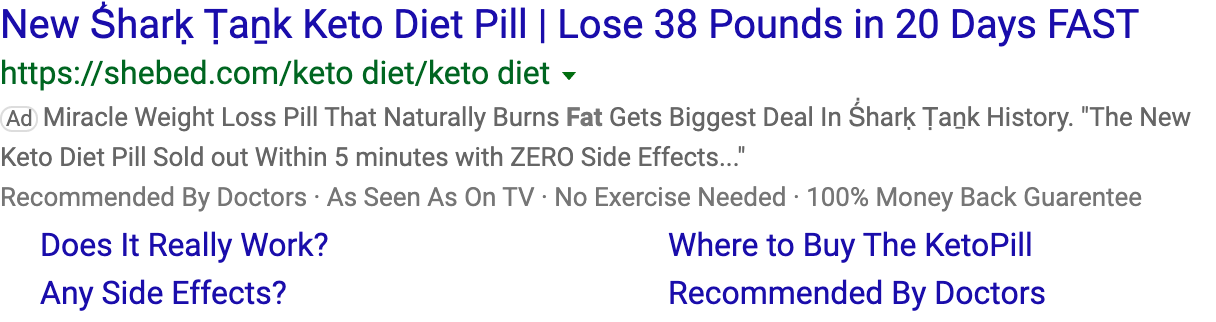 New Ṥharḳ Ṭaṉk Keto Diet Pill | Lose 38 Pounds in 20 Days FAST
https://shebed.com/keto diet/keto diet
Ad Miracle Weight Loss Pill That Naturally Burns Fat Gets Biggest Deal In Ṥharḳ Ṭaṉk History. "The New
Keto Diet Pill Sold out Within 5 minutes with ZERO Side Effects..."
Recommended By Doctors · As Seen As On TV · No Exercise Needed · 100% Money Back Guarentee
Does It Really Work? Where to Buy The KetoPill
Any Side Effects? Recommended By Doctors